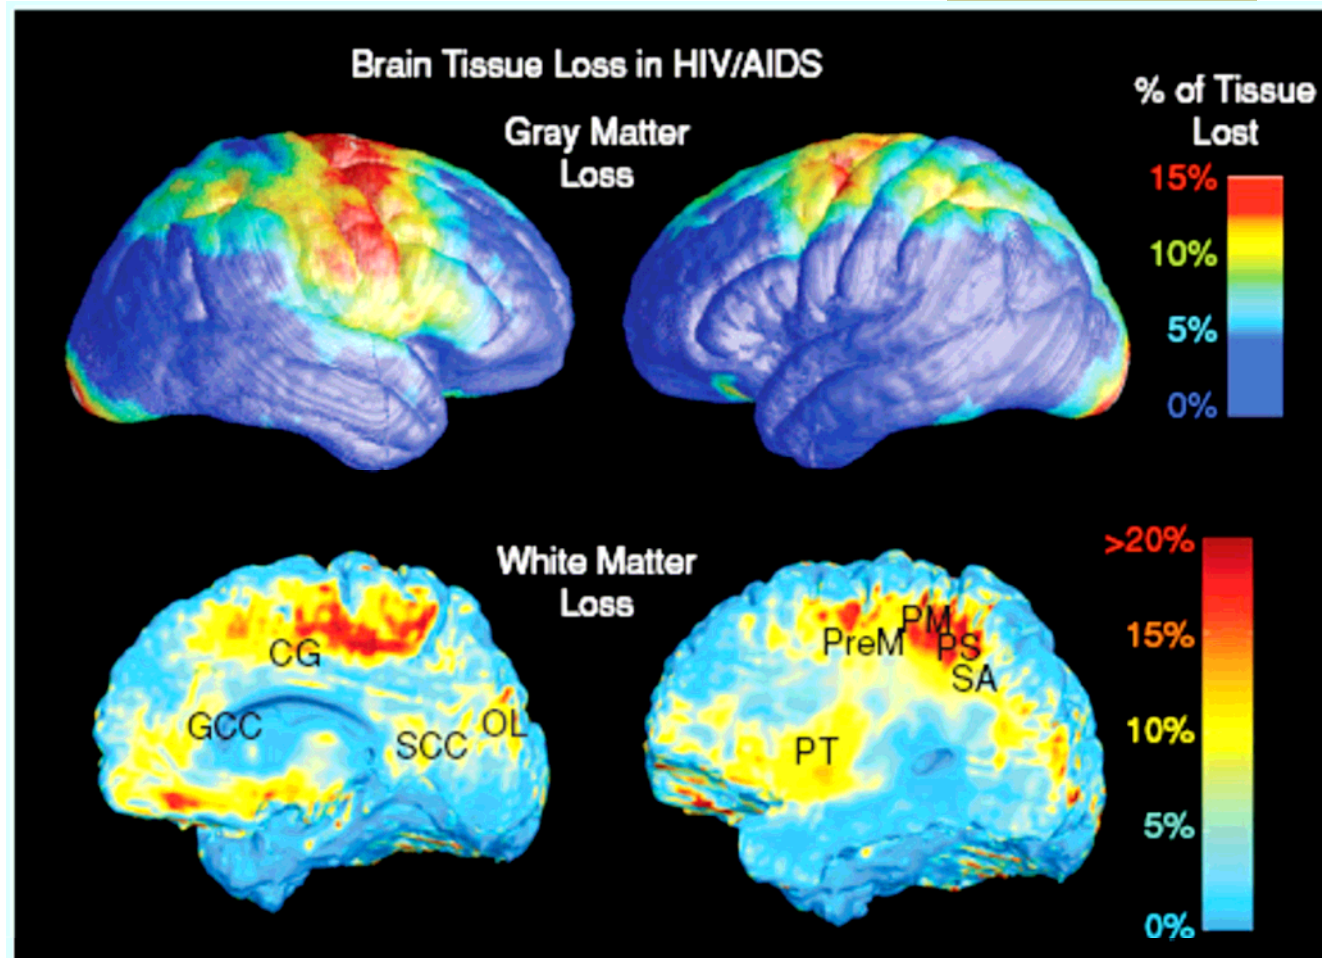 Brain Tissue Loss in HIV/AIDS
Gray Matter
Loss
% of Tissue
Lost
15%
10%
5%
0%
White Matter
Loss
CG
GCC
SCC
OL
PreM
PM
PS
SA
PT
>20%
15%
10%
5%
0%